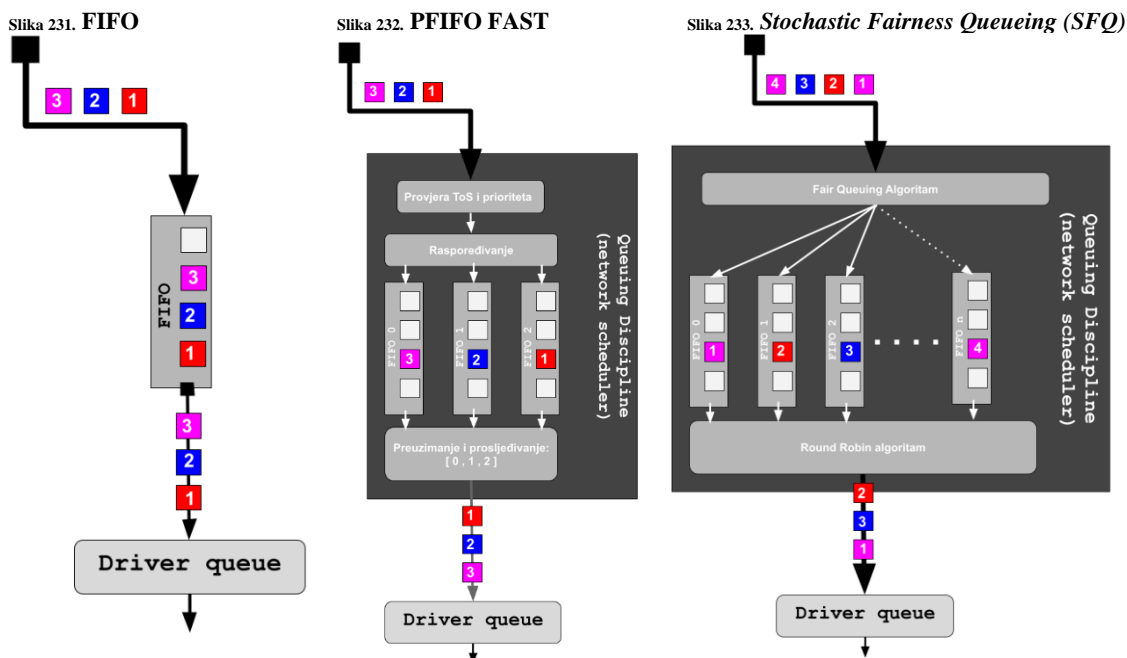 Slika 231. FIFO
3 2 1
FIFO
3
2
1
3
2
1
Driver queue
Slika 232. PFIFO FAST
3 2 1
Provjera ToS i prioriteta
Raspoređivanje
FIFO 0
3
FIFO 1
2
FIFO 2
1
Preuzimanje i prosljeđivanje:
[ 0 , 1 , 2 ]
Queuing Discipline
(network scheduler)
1
2
3
Driver queue
Slika 233. Stochastic Fairness Queueing (SFQ)
4 3 2 1
Fair Queuing Algoritam
FIFO 0
1
FIFO 1
2
FIFO 2
3
. . . .
FIFO n
4
Round Robin algoritam
Queuing Discipline
(network scheduler)
2
3
1
Driver queue